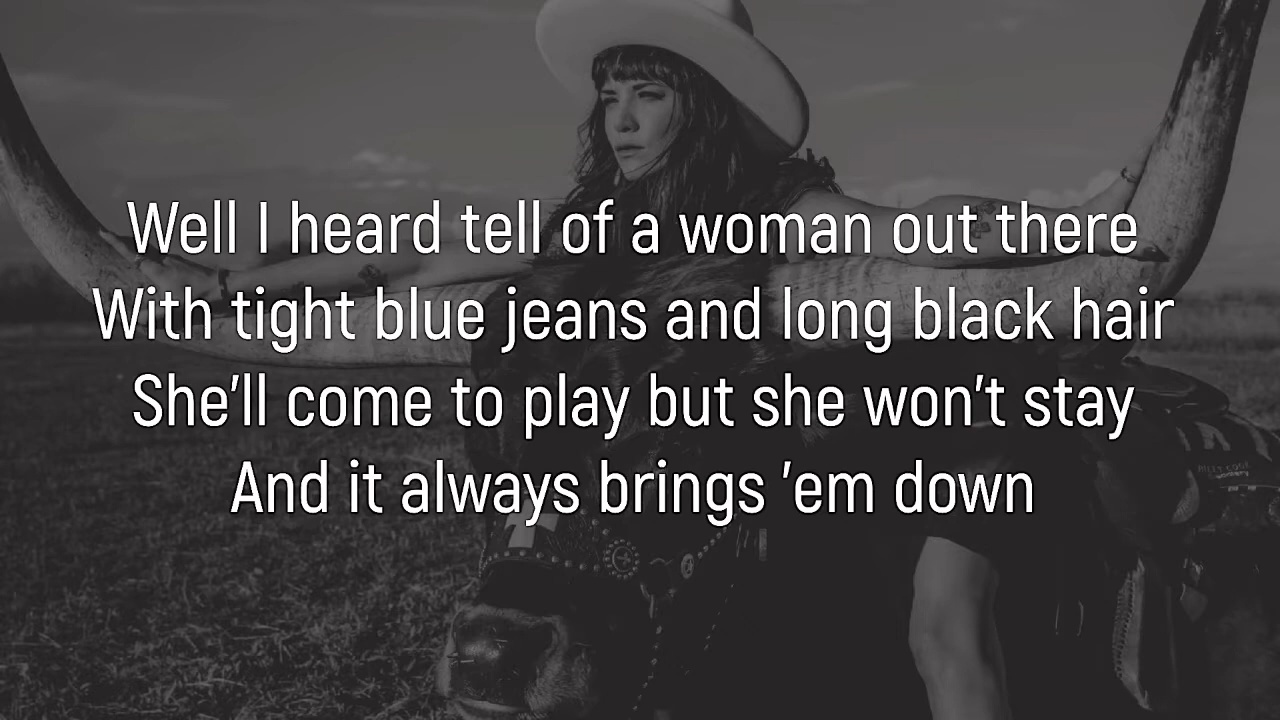 Well I heard tell of a woman out there
With tight blue jeans and long black hair
She’ll come to play but she won’t stay
And it always brings ’em down